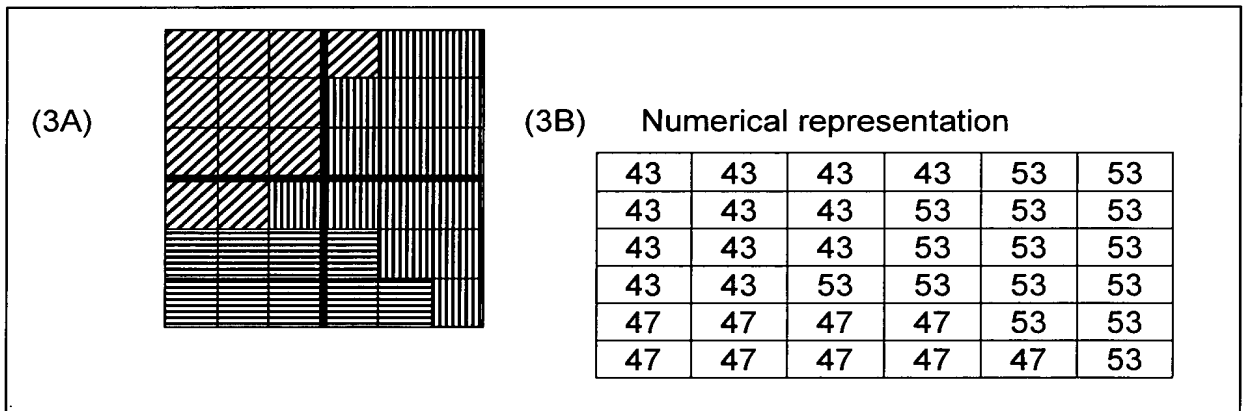 (3A)
(3B) Numerical representation
43 43 43 43 53 53
43 43 43 53 53 53
43 43 43 53 53 53
43 43 53 53 53 53
47 47 47 47 53 53
47 47 47 47 47 53